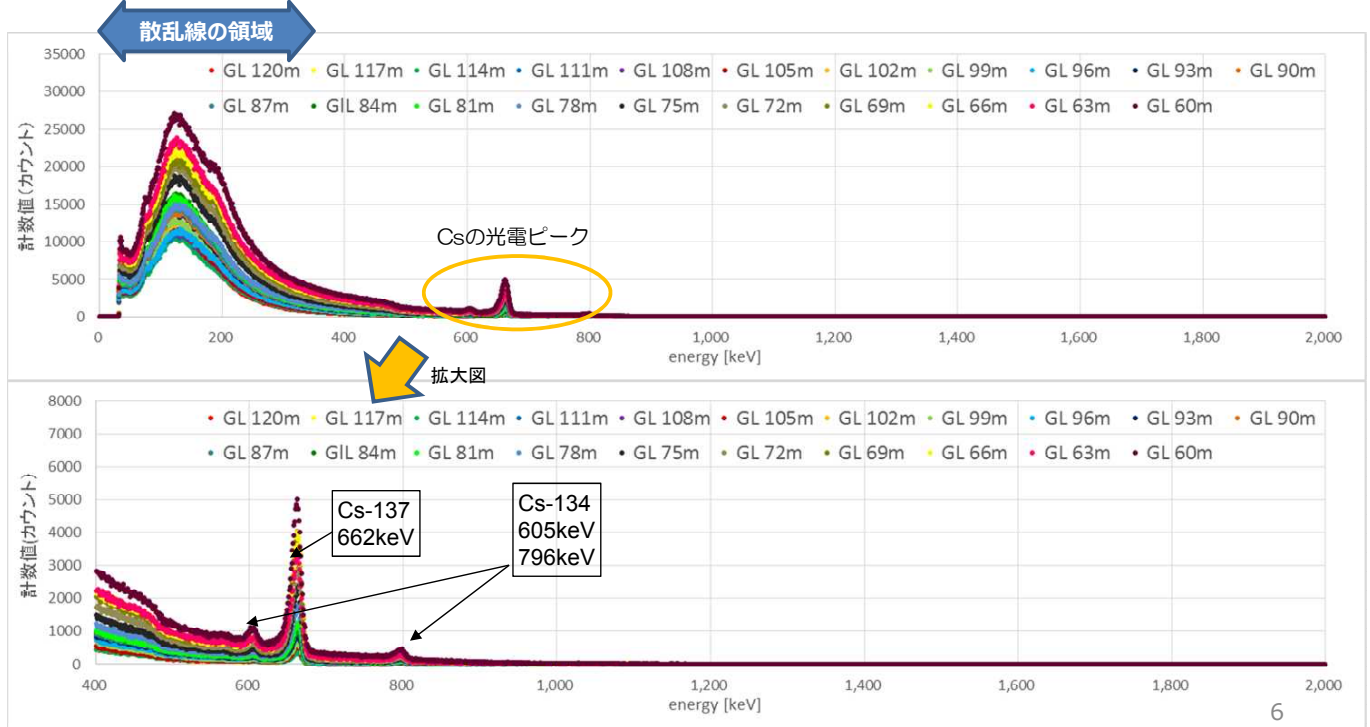 散乱線の領域
35000
30000
25000
20000
15000
10000
5000
0
計数値(カウント)
GL 120m GL 117m GL 114m GL 111m GL 108m GL 105m GL 102m GL 99m GL 96m GL 93m GL 90m
GL 87m GlL 84m GL 81m GL 78m GL 75m GL 72m GL 69m GL 66m GL 63m GL 60m
Csの光電ピーク
0 200 400 600 800 1,000 1,200 1,400 1,600 1,800 2,000
energy [keV]
拡大図
8000
7000
6000
5000
4000
3000
2000
1000
0
計数値(カウント)
GL 120m GL 117m GL 114m GL 111m GL 108m GL 105m GL 102m GL 99m GL 96m GL 93m GL 90m
GL 87m GlL 84m GL 81m GL 78m GL 75m GL 72m GL 69m GL 66m GL 63m GL 60m
Cs-137
662keV
Cs-134
605keV
796keV
400 600 800 1,000 1,200 1,400 1,600 1,800 2,000
energy [keV]
6